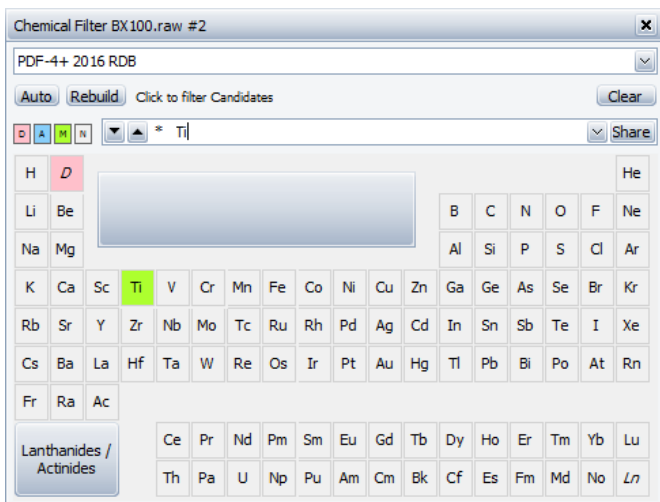 Chemical Filter BX100.raw #2
PDF-4+ 2016 RDB
Auto Rebuild Click to filter Candidates Clear
D A M N * Ti Share
H D He
Li Be B C N O F Ne
Na Mg Al Si P S Cl Ar
K Ca Sc Ti V Cr Mn Fe Co Ni Cu Zn Ga Ge As Se Br Kr
Rb Sr Y Zr Nb Mo Tc Ru Rh Pd Ag Cd In Sn Sb Te I Xe
Cs Ba La Hf Ta W Re Os Ir Pt Au Hg Tl Pb Bi Po At Rn
Fr Ra Ac
Lanthanides /
Actinides
Ce Pr Nd Pm Sm Eu Gd Tb Dy Ho Er Tm Yb Lu
Th Pa U Np Pu Am Cm Bk Cf Es Fm Md No Ln